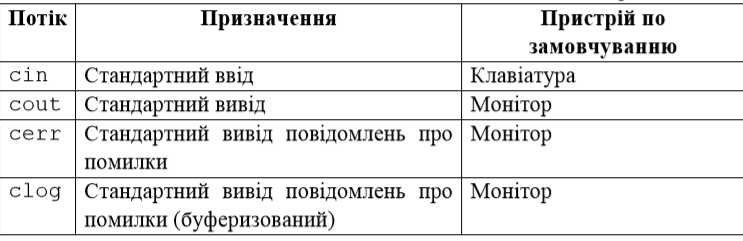 Потік Призначення Пристрій по
замовчуванню
cin Стандартний ввід Клавіатура
cout Стандартний вивід Монітор
cerr Стандартний вивід повідомлень про Монітор
помилки
clog Стандартний вивід повідомлень про Монітор
помилки (буферизований)